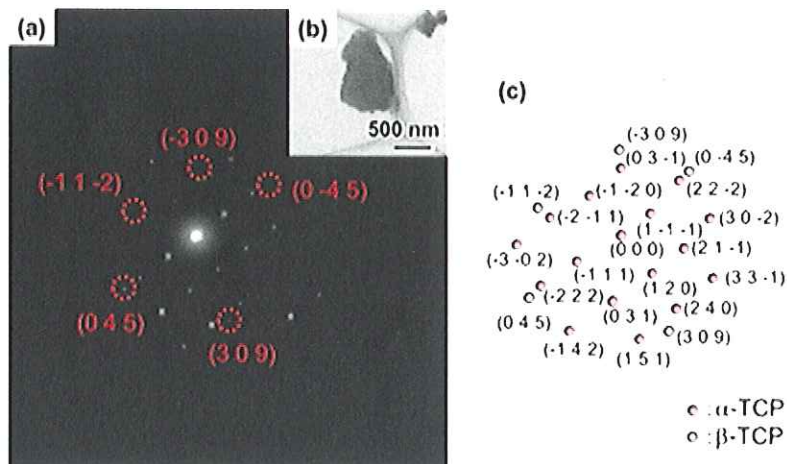 (a)
(b)
500 nm
(-3 0 9)
(0 -4 5)
(-1 1 -2)
(0 4 5)
(3 0 9)
(c)
(-3 0 9)
(0 3 -1)
(0 -4 5)
(2 2 -2)
(-1 -2 0)
(-1 1 -2)
(-2 -1 1)
(3 0 -2)
(1 -1 -1)
(0 0 0)
(2 1 -1)
(-3 -0 2)
(-1 1 1)
(1 2 0)
(3 3 -1)
(-2 2 2)
(0 3 1)
(2 4 0)
(0 4 5)
(3 0 9)
(-1 4 2)
(1 5 1)
: α-TCP
: β-TCP